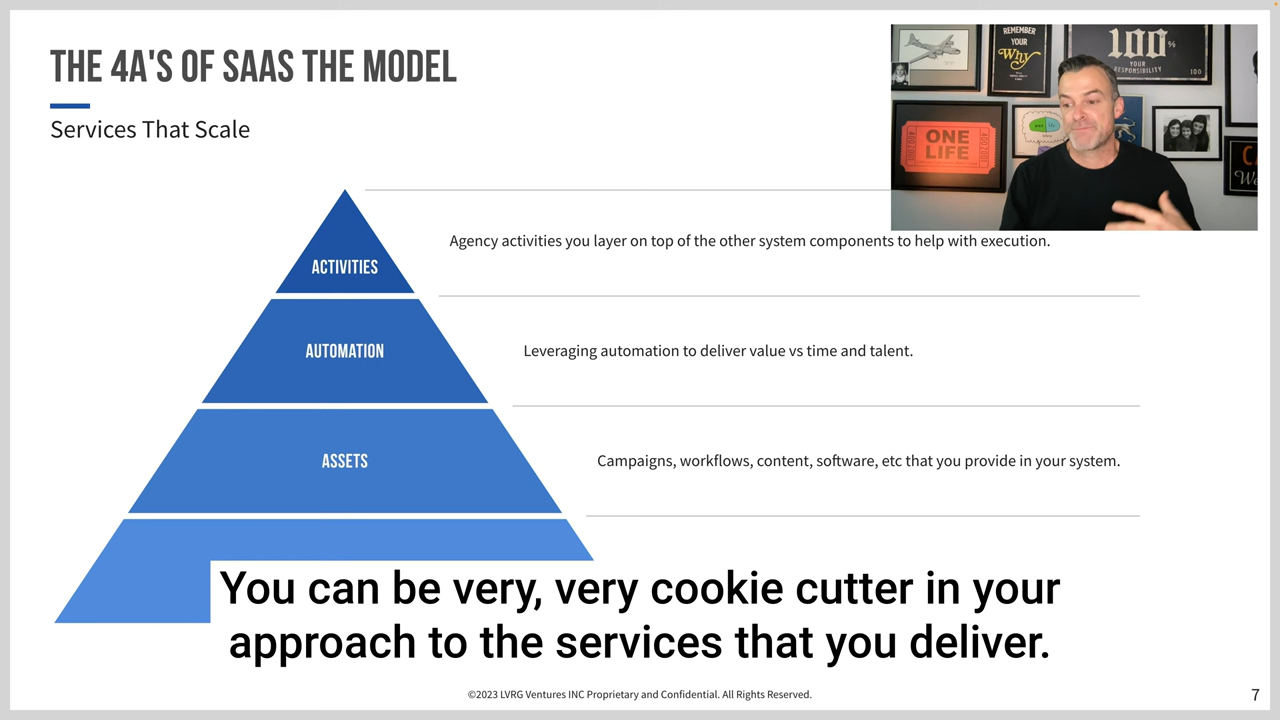 THE 4A'S OF SAAS THE MODEL
Services That Scale
REMEMBER
YOUR
Why
100%
YOUR
RESPONSIBILITY
100
ONE
LIFE
Agency activities you layer on top of the other system components to help with execution.
ACTIVITIES
AUTOMATION
Leveraging automation to deliver value vs time and talent.
ASSETS
Campaigns, workflows, content, software, etc that you provide in your system.
You can be very, very cookie cutter in your
approach to the services that you deliver.
©2023 LVRG Ventures INC Proprietary and Confidential. All Rights Reserved.
7